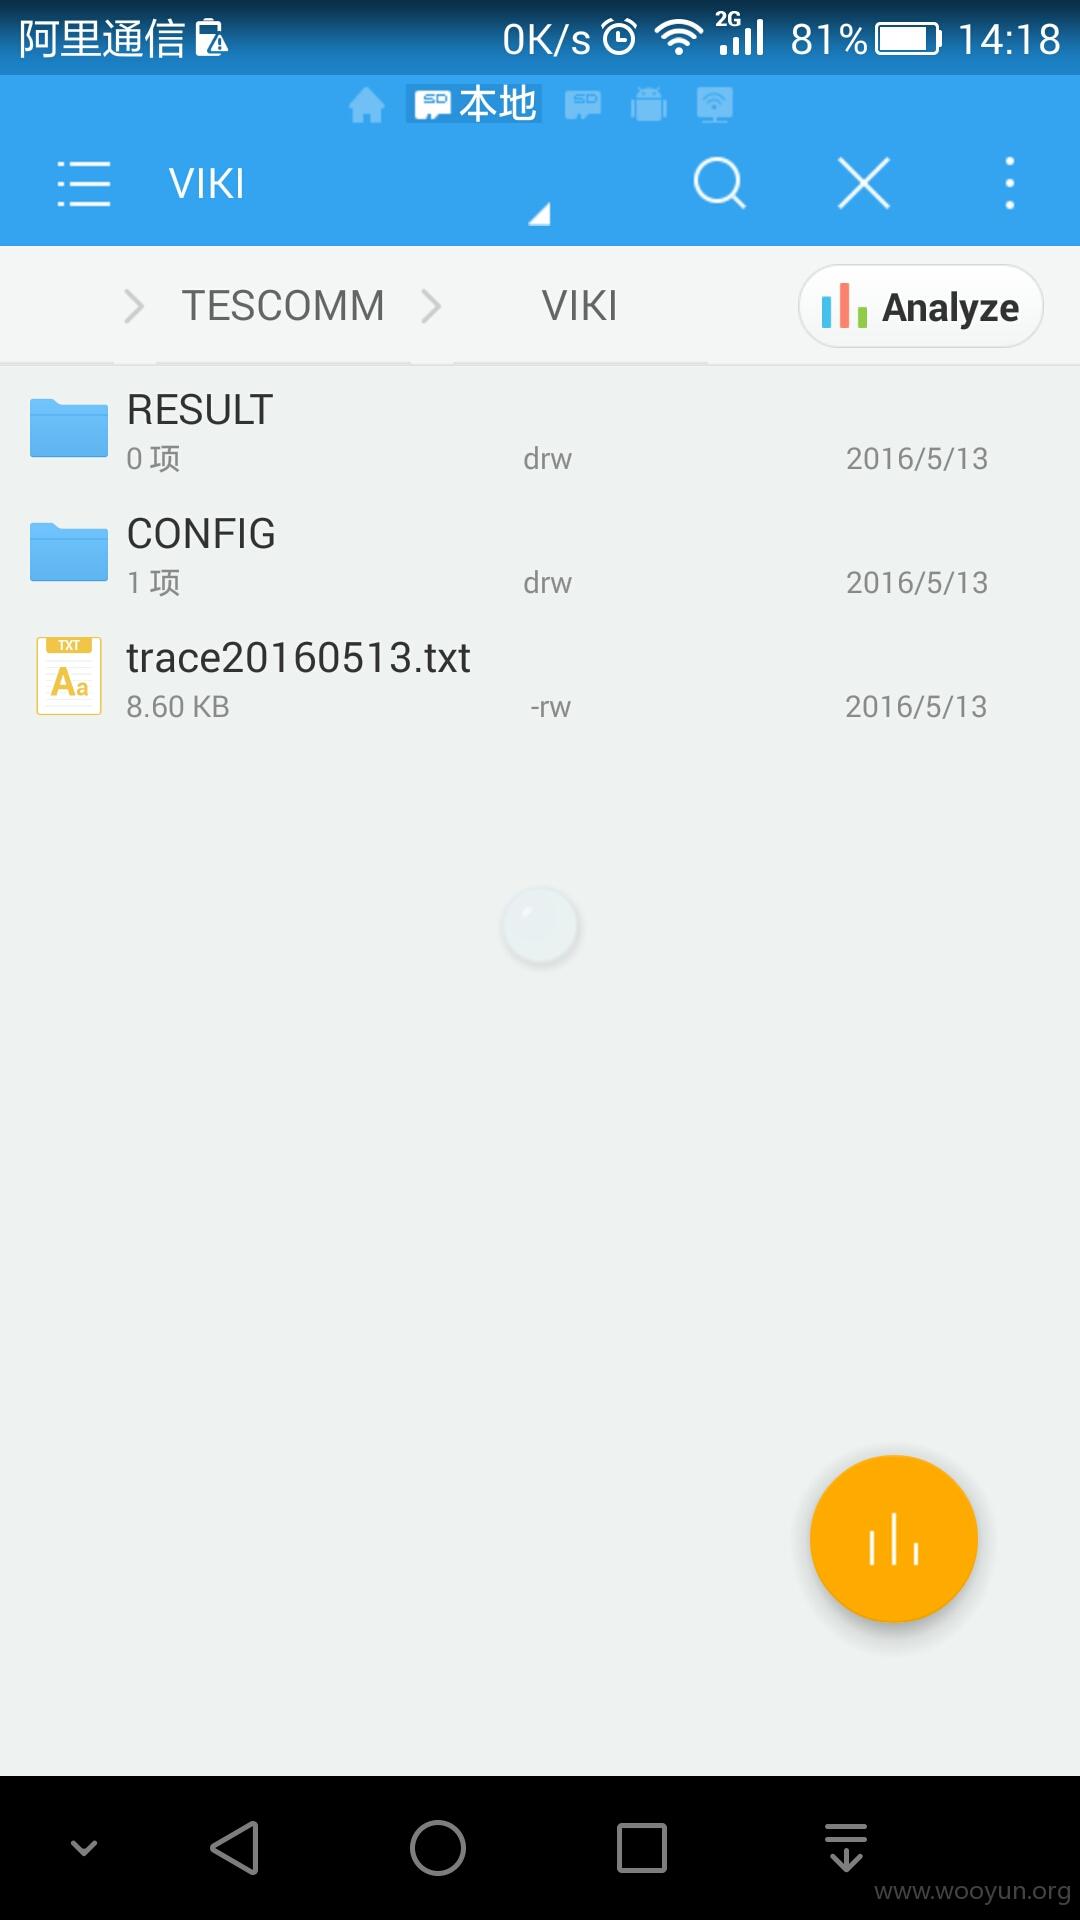 阿里通信 0K/s 2G 81% 14:18
SD 本地 SD
VIKI
TESCOMM VIKI Analyze
RESULT
0 项 drw 2016/5/13
CONFIG
1 项 drw 2016/5/13
TXT
Aa
trace20160513.txt
8.60 KB -rw 2016/5/13
www.wooyun.org